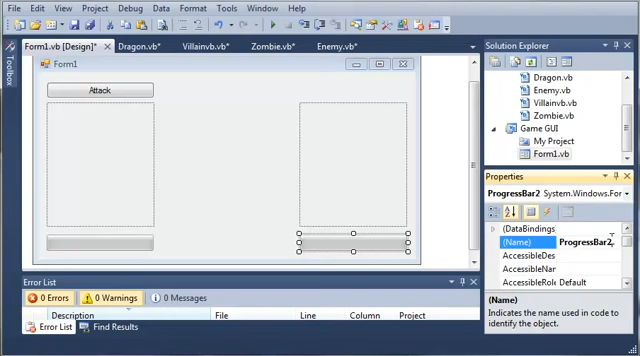 File Edit View Project Debug Data Format Tools Window Help
Form1.vb [Design]* Dragon.vb* Villainvb.vb* Zombie.vb* Enemy.vb*
Toolbox
Form1
Attack
Solution Explorer
Dragon.vb
Enemy.vb
Villainvb.vb
Zombie.vb
Game GUI
My Project
Form1.vb
Properties
ProgressBar2 System.Windows.For
(DataBindings
(Name) ProgressBar2
AccessibleDes
AccessibleNar
AccessibleRole Default
(Name)
Indicates the name used in code to
identify the object.
Error List
0 Errors 0 Warnings 0 Messages
Description File Line Column Project
Error List Find Results